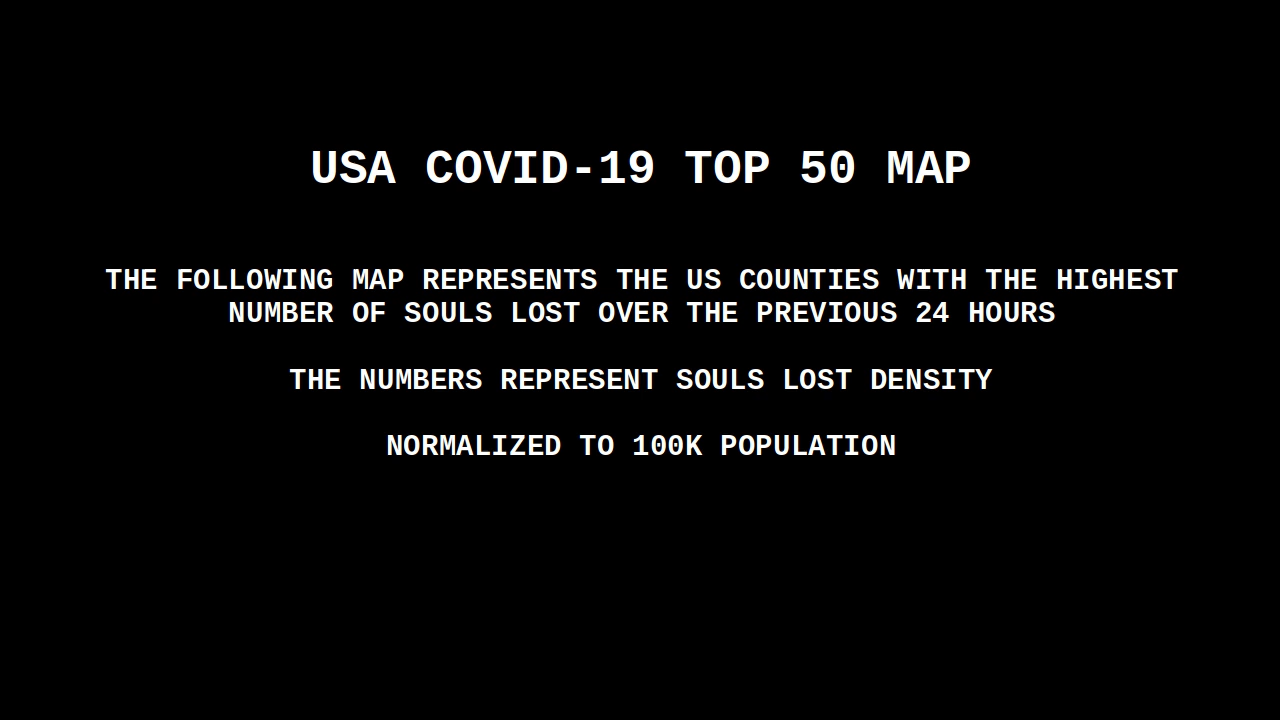 USA COVID-19 TOP 50 MAP
THE FOLLOWING MAP REPRESENTS THE US COUNTIES WITH THE HIGHEST
NUMBER OF SOULS LOST OVER THE PREVIOUS 24 HOURS
THE NUMBERS REPRESENT SOULS LOST DENSITY
NORMALIZED TO 100K POPULATION